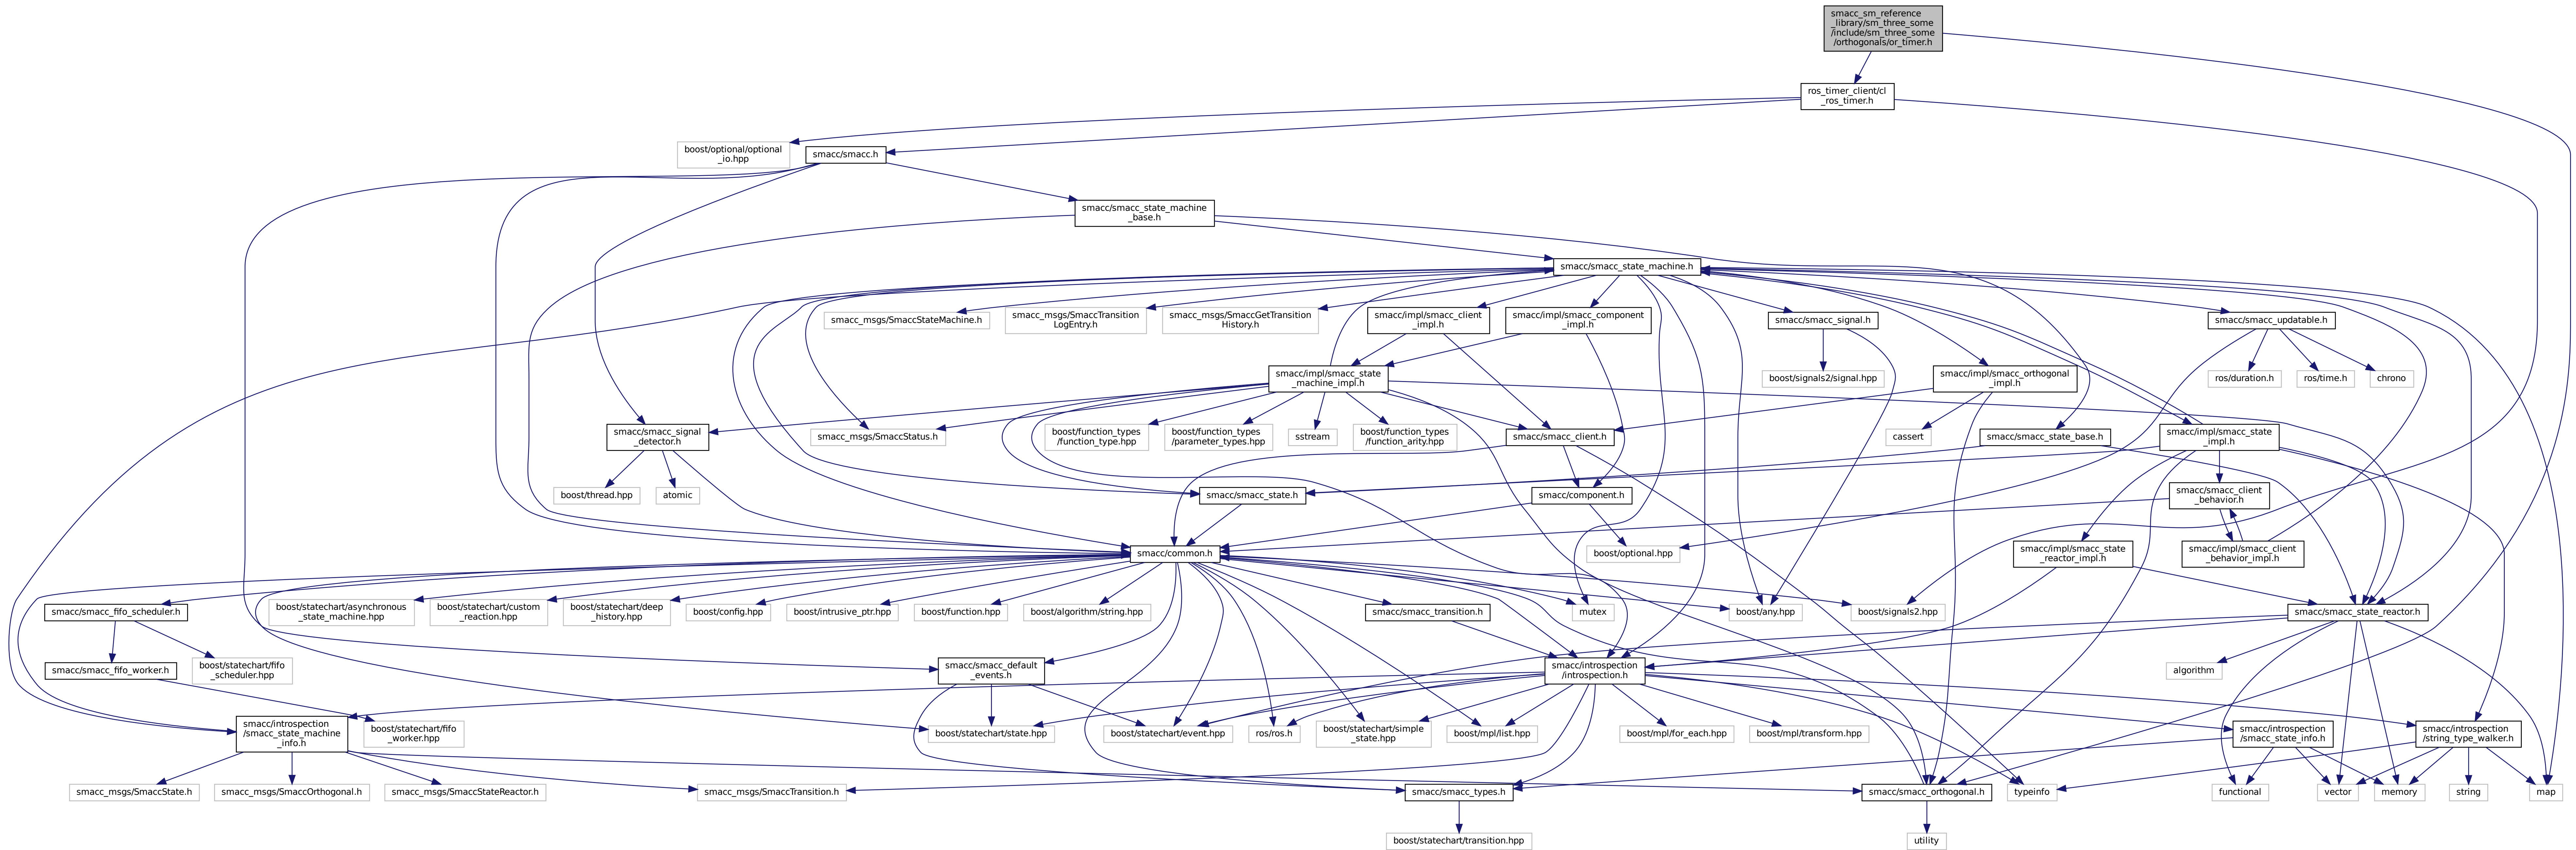 smacc_sm_reference
_library/sm_three_some
/include/sm_three_some
/orthogonals/or_timer.h
ros_timer_client/cl
_ros_timer.h
boost/optional/optional
_io.hpp
smacc/smacc.h
smacc/smacc_state_machine
_base.h
smacc/smacc_state_machine.h
smacc_msgs/SmaccStateMachine.h
smacc_msgs/SmaccTransition
LogEntry.h
smacc_msgs/SmaccGetTransition
History.h
smacc/impl/smacc_client
_impl.h
smacc/impl/smacc_component
_impl.h
smacc/smacc_signal.h
smacc/smacc_updatable.h
smacc/impl/smacc_state
_machine_impl.h
boost/signals2/signal.hpp
smacc/impl/smacc_orthogonal
_impl.h
ros/duration.h
ros/time.h
chrono
smacc/smacc_signal
_detector.h
smacc_msgs/SmaccStatus.h
boost/function_types
/function_type.hpp
boost/function_types
/parameter_types.hpp
sstream
boost/function_types
/function_arity.hpp
smacc/smacc_client.h
cassert
smacc/smacc_state_base.h
smacc/impl/smacc_state
_impl.h
boost/thread.hpp
atomic
smacc/smacc_state.h
smacc/component.h
smacc/smacc_client
_behavior.h
smacc/common.h
boost/optional.hpp
smacc/impl/smacc_state
_reactor_impl.h
smacc/impl/smacc_client
_behavior_impl.h
smacc/smacc_fifo_scheduler.h
boost/statechart/asynchronous
_state_machine.hpp
boost/statechart/custom
_reaction.hpp
boost/statechart/deep
_history.hpp
boost/config.hpp
boost/intrusive_ptr.hpp
boost/function.hpp
boost/algorithm/string.hpp
mutex
smacc/smacc_transition.h
boost/any.hpp
boost/signals2.hpp
smacc/smacc_state_reactor.h
smacc/smacc_fifo_worker.h
boost/statechart/fifo
_scheduler.hpp
smacc/smacc_default
_events.h
smacc/introspection
/introspection.h
algorithm
smacc/introspection
/smacc_state_machine
_info.h
boost/statechart/fifo
_worker.hpp
boost/statechart/state.hpp
boost/statechart/event.hpp
ros/ros.h
boost/statechart/simple
_state.hpp
boost/mpl/list.hpp
boost/mpl/for_each.hpp
boost/mpl/transform.hpp
smacc/introspection
/smacc_state_info.h
smacc/introspection
/string_type_walker.h
smacc_msgs/SmaccState.h
smacc_msgs/SmaccOrthogonal.h
smacc_msgs/SmaccStateReactor.h
smacc_msgs/SmaccTransition.h
smacc/smacc_types.h
smacc/smacc_orthogonal.h
typeinfo
functional
vector
memory
string
map
boost/statechart/transition.hpp
utility